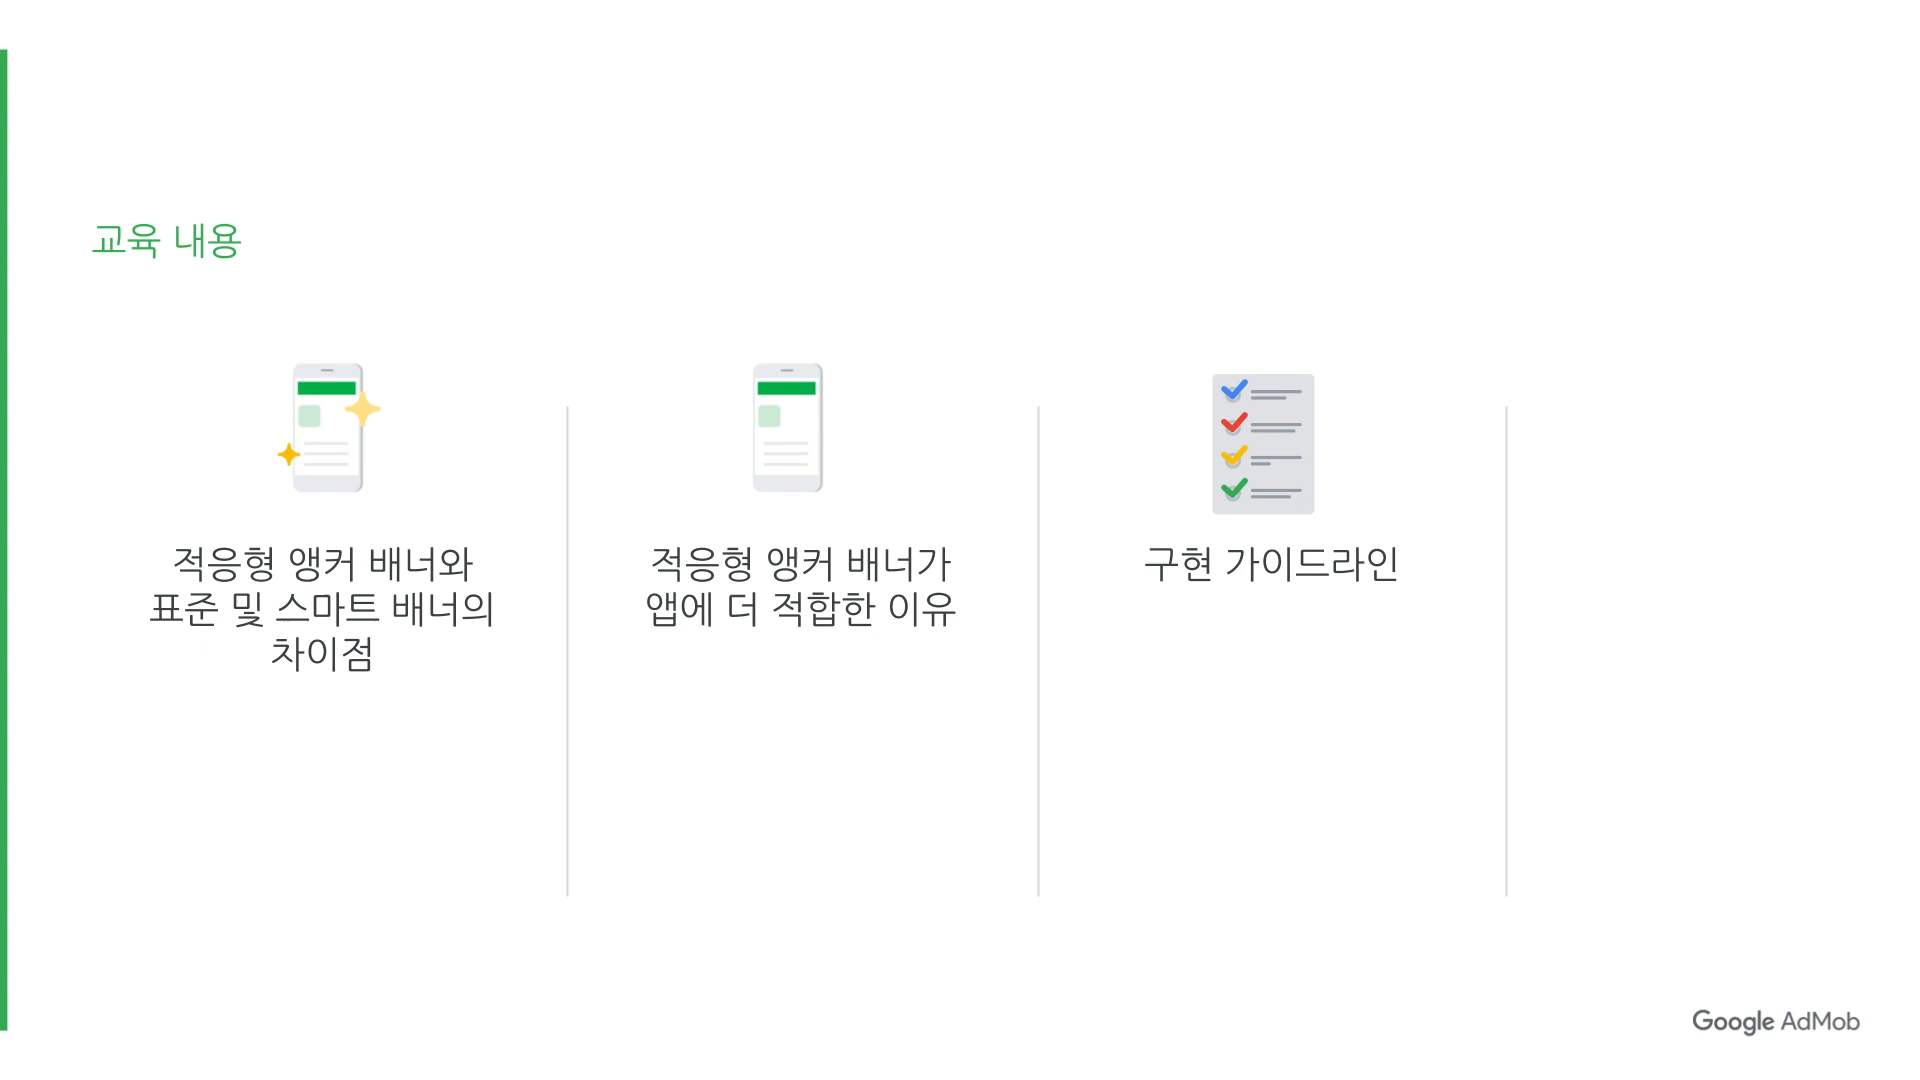 교육 내용
적응형 앵커 배너와
표준 및 스마트 배너의
차이점
적응형 앵커 배너가
앱에 더 적합한 이유
구현 가이드라인
Google AdMob